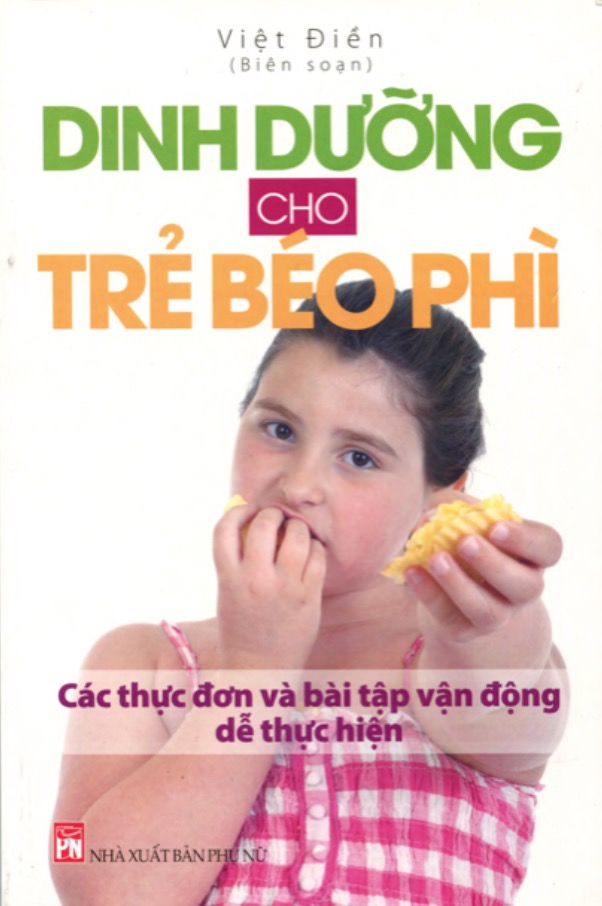 Việt Điền
(Biên soạn)
DINH DƯỠNG
CHO
TRẺ BÉO PHÌ
Các thực đơn và bài tập vận động
dễ thực hiện
PN NHÀ XUẤT BẢN PHỤ NỮ